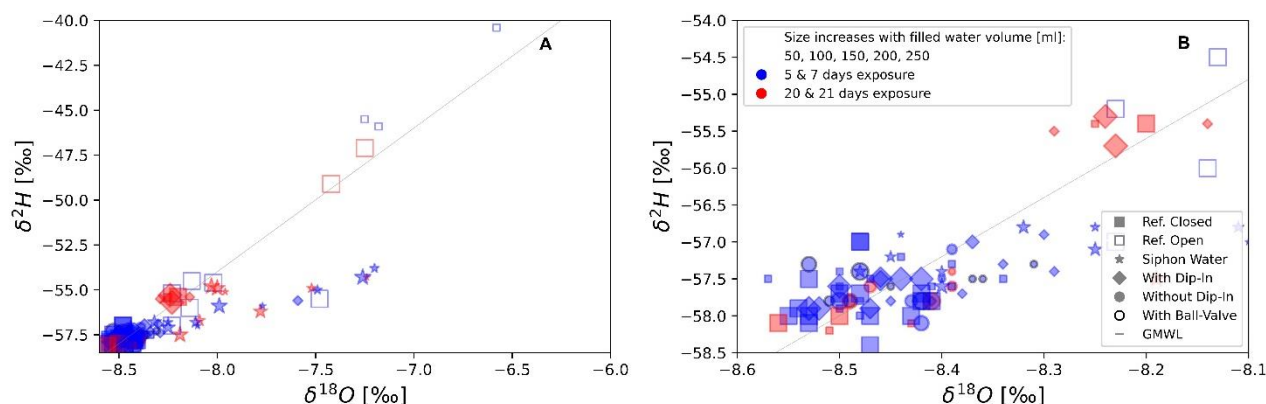 −40.0
−42.5
−45.0
−47.5
−50.0
−52.5
−55.0
−57.5
δ²H [‰]
A
−8.5 −8.0 −7.5 −7.0 −6.5 −6.0
δ¹⁸O [‰]
−54.0
−54.5
−55.0
−55.5
−56.0
−56.5
−57.0
−57.5
−58.0
−58.5
δ²H [‰]
B
Size increases with filled water volume [ml]:
50, 100, 150, 200, 250
5 & 7 days exposure
20 & 21 days exposure
Ref. Closed
Ref. Open
Siphon Water
With Dip-In
Without Dip-In
With Ball-Valve
GMWL
−8.6 −8.5 −8.4 −8.3 −8.2 −8.1
δ¹⁸O [‰]